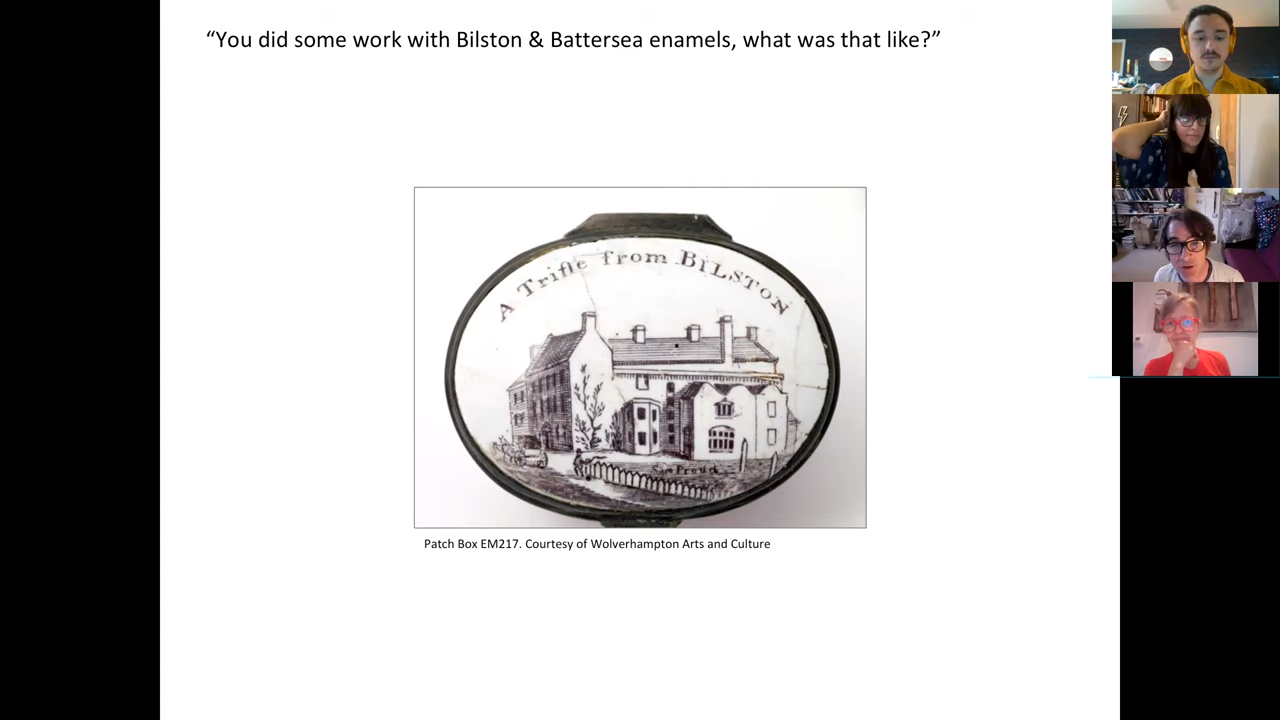 “You did some work with Bilston & Battersea enamels, what was that like?”
A Trifle from BILSTON
Proud
Patch Box EM217. Courtesy of Wolverhampton Arts and Culture